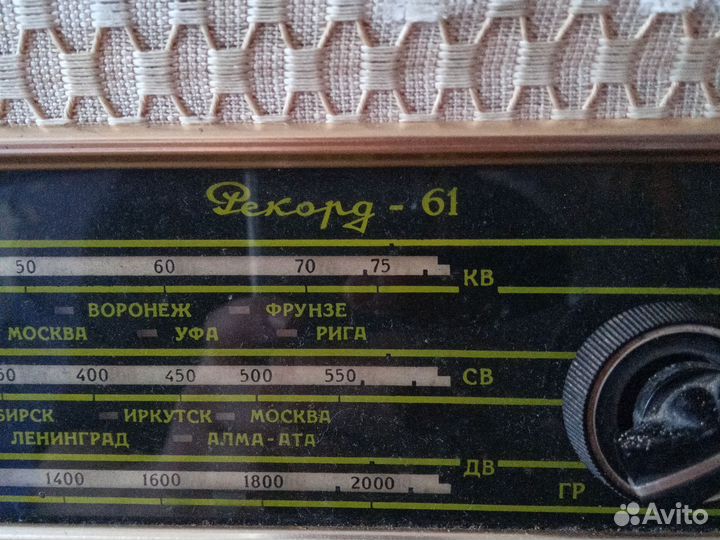 Рекорд - 61
50 60 70 75 КВ
ВОРОНЕЖ ФРУНЗЕ
МОСКВА УФА РИГА
400 450 500 550 СВ
БИРСК ИРКУТСК МОСКВА
ЛЕНИНГРАД АЛМА-АТА
ДВ
1400 1600 1800 2000 ГР
Avito